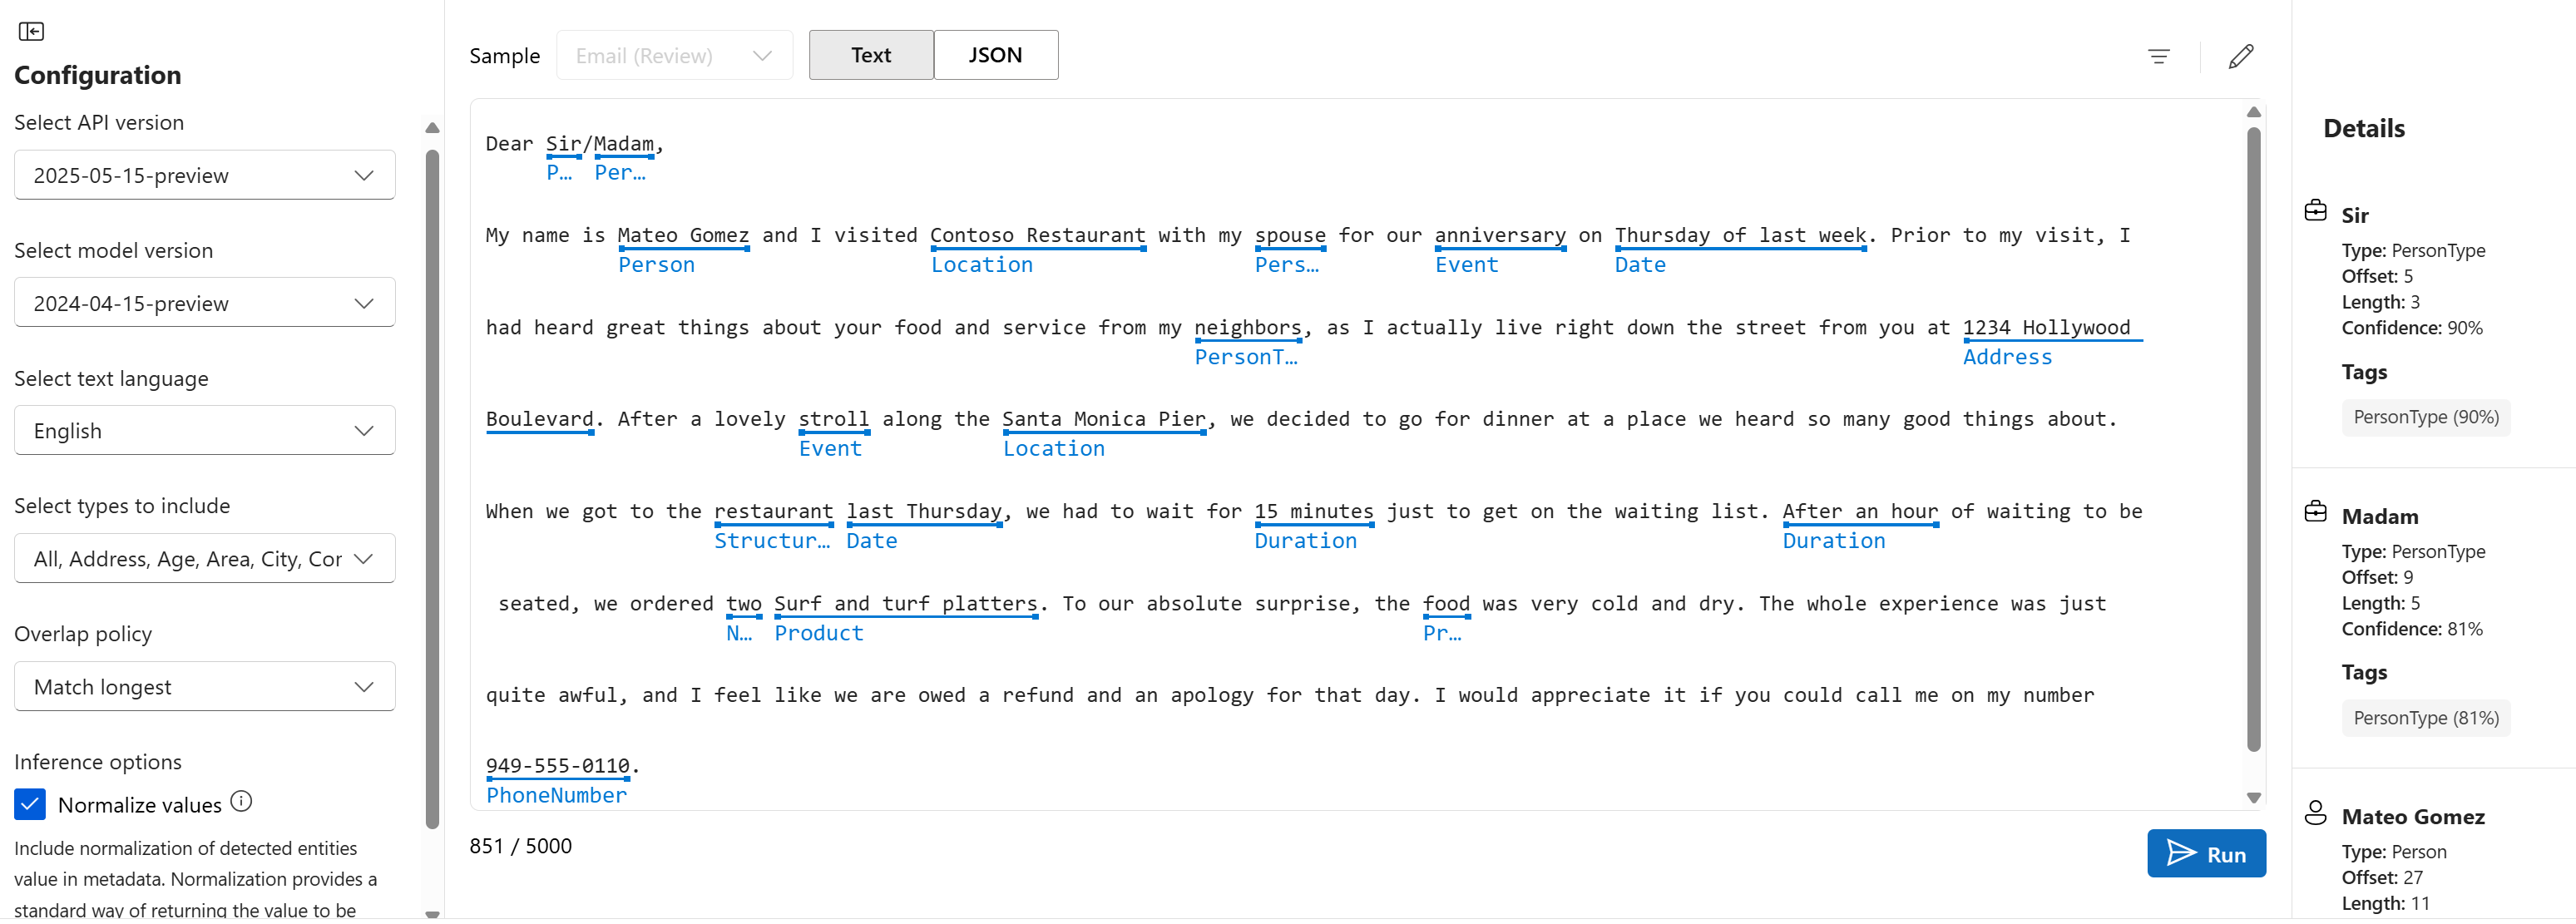 Configuration
Select API version
2025-05-15-preview
Select model version
2024-04-15-preview
Select text language
English
Select types to include
All, Address, Age, Area, City, Cor
Overlap policy
Match longest
Inference options
Normalize values
Include normalization of detected entities
value in metadata. Normalization provides a
standard way of returning the value to be
Sample Email (Review) Text JSON
Dear Sir/Madam,
P... Per...
My name is Mateo Gomez and I visited Contoso Restaurant with my spouse for our anniversary on Thursday of last week. Prior to my visit, I
Person Location Pers... Event Date
had heard great things about your food and service from my neighbors, as I actually live right down the street from you at 1234 Hollywood
PersonT... Address
Boulevard. After a lovely stroll along the Santa Monica Pier, we decided to go for dinner at a place we heard so many good things about.
Event Location
When we got to the restaurant last Thursday, we had to wait for 15 minutes just to get on the waiting list. After an hour of waiting to be
Structur... Date Duration Duration
seated, we ordered two Surf and turf platters. To our absolute surprise, the food was very cold and dry. The whole experience was just
N... Product Pr...
quite awful, and I feel like we are owed a refund and an apology for that day. I would appreciate it if you could call me on my number
949-555-0110.
PhoneNumber
851 / 5000
Run
Details
Sir
Type: PersonType
Offset: 5
Length: 3
Confidence: 90%
Tags
PersonType (90%)
Madam
Type: PersonType
Offset: 9
Length: 5
Confidence: 81%
Tags
PersonType (81%)
Mateo Gomez
Type: Person
Offset: 27
Length: 11